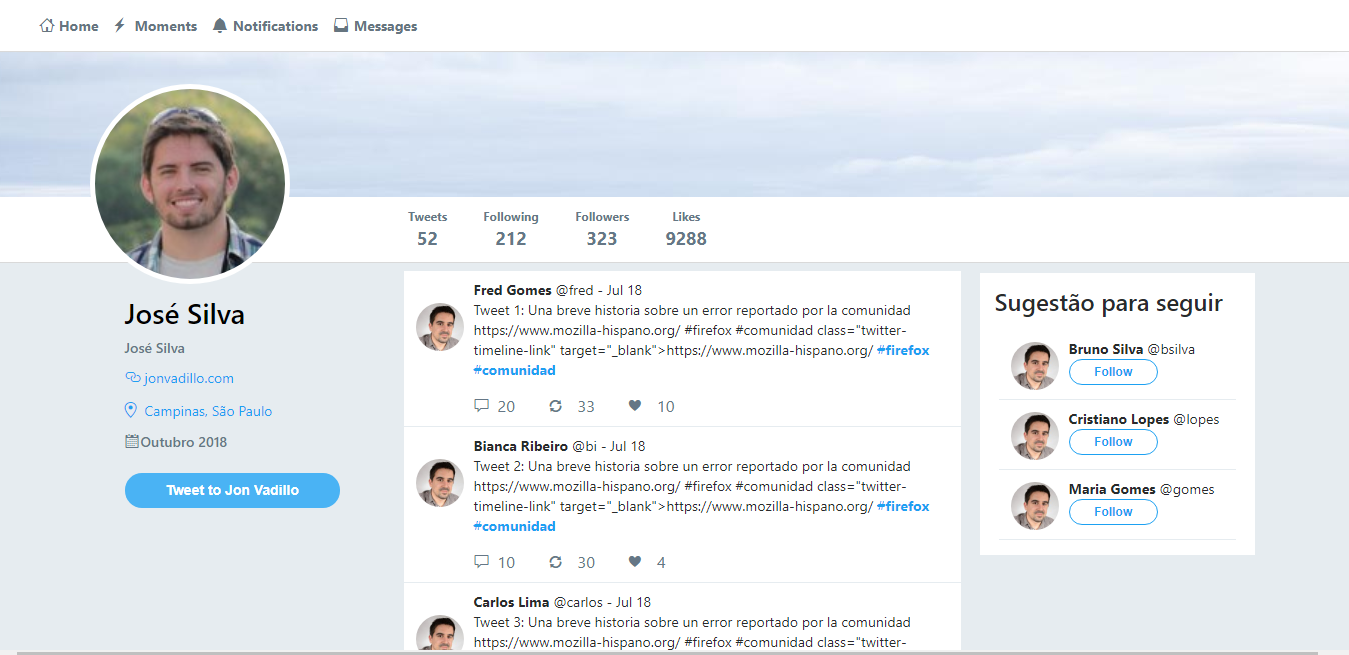 Home Moments Notifications Messages
Tweets Following Followers Likes
52 212 323 9288
José Silva
José Silva
jonvadillo.com
Campinas, São Paulo
Outubro 2018
Tweet to Jon Vadillo
Fred Gomes @fred - Jul 18
Tweet 1: Una breve historia sobre un error reportado por la comunidad
https://www.mozilla-hispano.org/ #firefox #comunidad class="twitter-
timeline-link" target="_blank">https://www.mozilla-hispano.org/ #firefox
#comunidad
20 33 10
Bianca Ribeiro @bi - Jul 18
Tweet 2: Una breve historia sobre un error reportado por la comunidad
https://www.mozilla-hispano.org/ #firefox #comunidad class="twitter-
timeline-link" target="_blank">https://www.mozilla-hispano.org/ #firefox
#comunidad
10 30 4
Carlos Lima @carlos - Jul 18
Tweet 3: Una breve historia sobre un error reportado por la comunidad
https://www.mozilla-hispano.org/ #firefox #comunidad class="twitter-
Sugestão para seguir
Bruno Silva @bsilva
Follow
Cristiano Lopes @lopes
Follow
Maria Gomes @gomes
Follow